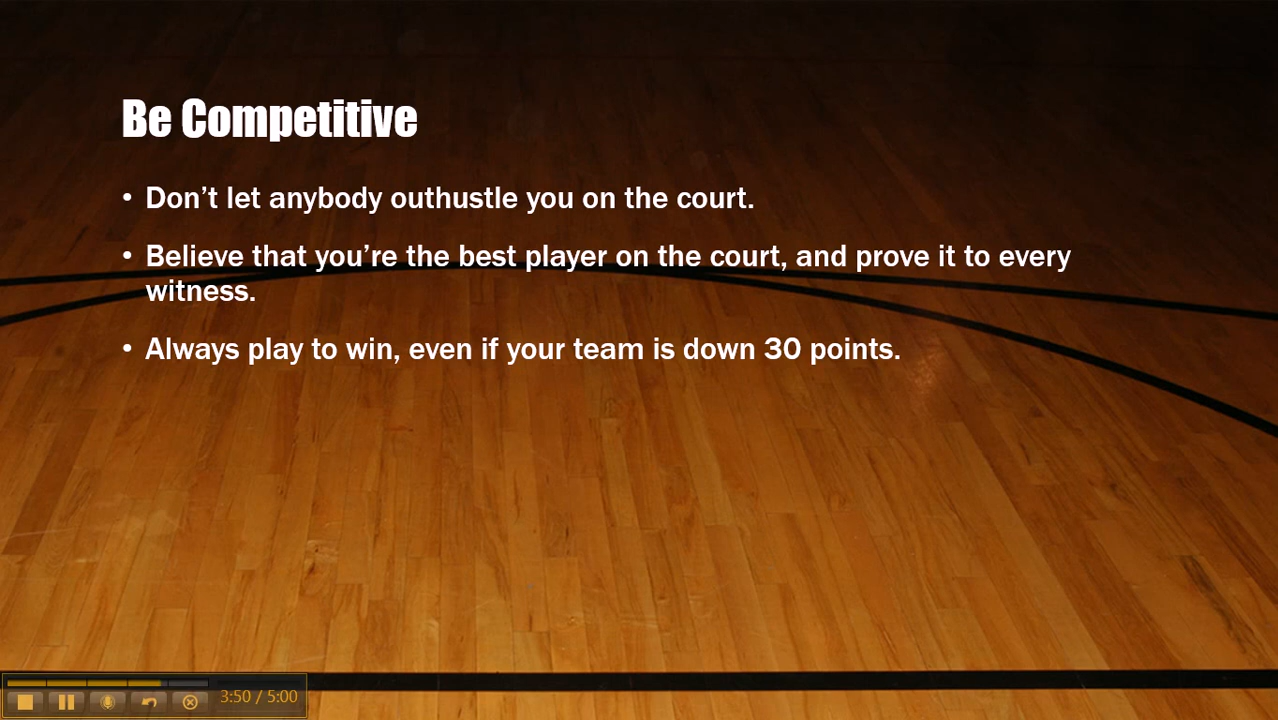 Be Competitive
• Don’t let anybody outhustle you on the court.
• Believe that you’re the best player on the court, and prove it to every
witness.
• Always play to win, even if your team is down 30 points.
3:50 / 5:00